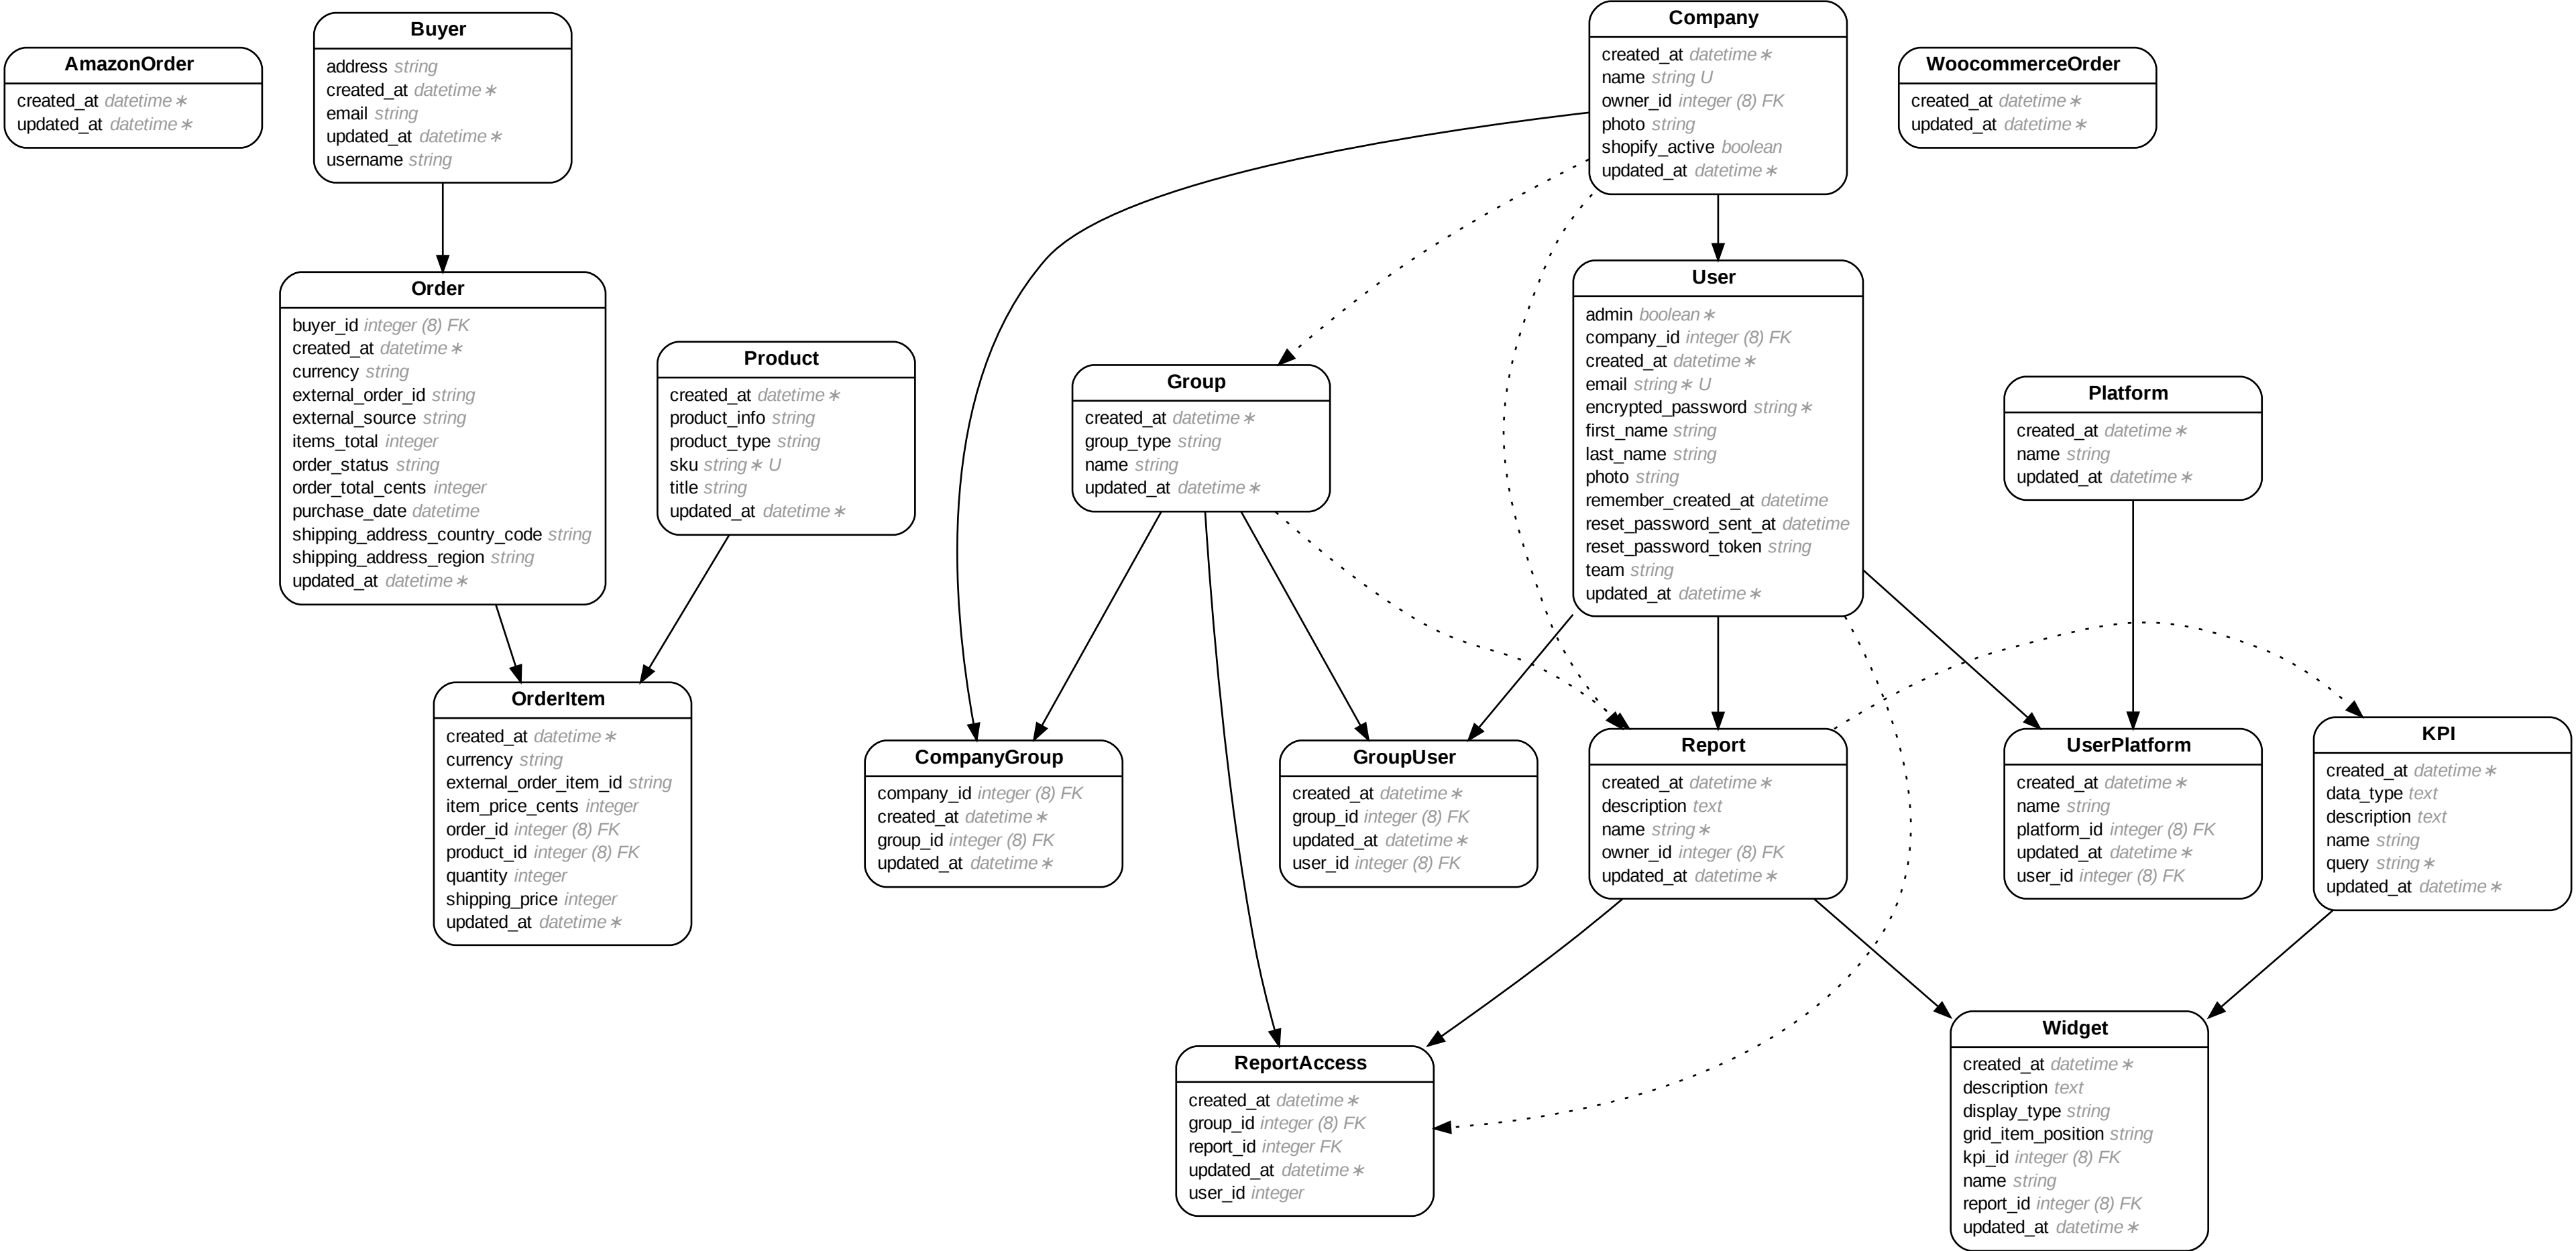 AmazonOrder
created_at datetime ∗
updated_at datetime ∗
Buyer
address string
created_at datetime ∗
email string
updated_at datetime ∗
username string
Company
created_at datetime ∗
name string U
owner_id integer (8) FK
photo string
shopify_active boolean
updated_at datetime ∗
WoocommerceOrder
created_at datetime ∗
updated_at datetime ∗
Order
buyer_id integer (8) FK
created_at datetime ∗
currency string
external_order_id string
external_source string
items_total integer
order_status string
order_total_cents integer
purchase_date datetime
shipping_address_country_code string
shipping_address_region string
updated_at datetime ∗
Product
created_at datetime ∗
product_info string
product_type string
sku string ∗ U
title string
updated_at datetime ∗
Group
created_at datetime ∗
group_type string
name string
updated_at datetime ∗
User
admin boolean ∗
company_id integer (8) FK
created_at datetime ∗
email string ∗ U
encrypted_password string ∗
first_name string
last_name string
photo string
remember_created_at datetime
reset_password_sent_at datetime
reset_password_token string
team string
updated_at datetime ∗
Platform
created_at datetime ∗
name string
updated_at datetime ∗
OrderItem
created_at datetime ∗
currency string
external_order_item_id string
item_price_cents integer
order_id integer (8) FK
product_id integer (8) FK
quantity integer
shipping_price integer
updated_at datetime ∗
CompanyGroup
company_id integer (8) FK
created_at datetime ∗
group_id integer (8) FK
updated_at datetime ∗
GroupUser
created_at datetime ∗
group_id integer (8) FK
updated_at datetime ∗
user_id integer (8) FK
Report
created_at datetime ∗
description text
name string ∗
owner_id integer (8) FK
updated_at datetime ∗
UserPlatform
created_at datetime ∗
name string
platform_id integer (8) FK
updated_at datetime ∗
user_id integer (8) FK
KPI
created_at datetime ∗
data_type text
description text
name string
query string ∗
updated_at datetime ∗
ReportAccess
created_at datetime ∗
group_id integer (8) FK
report_id integer FK
updated_at datetime ∗
user_id integer
Widget
created_at datetime ∗
description text
display_type string
grid_item_position string
kpi_id integer (8) FK
name string
report_id integer (8) FK
updated_at datetime ∗